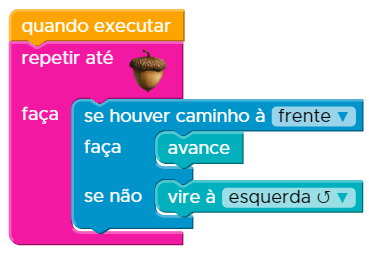 quando executar
repetir até
faça se houver caminho à frente ▼
faça avance
se não vire à esquerda ↺ ▼